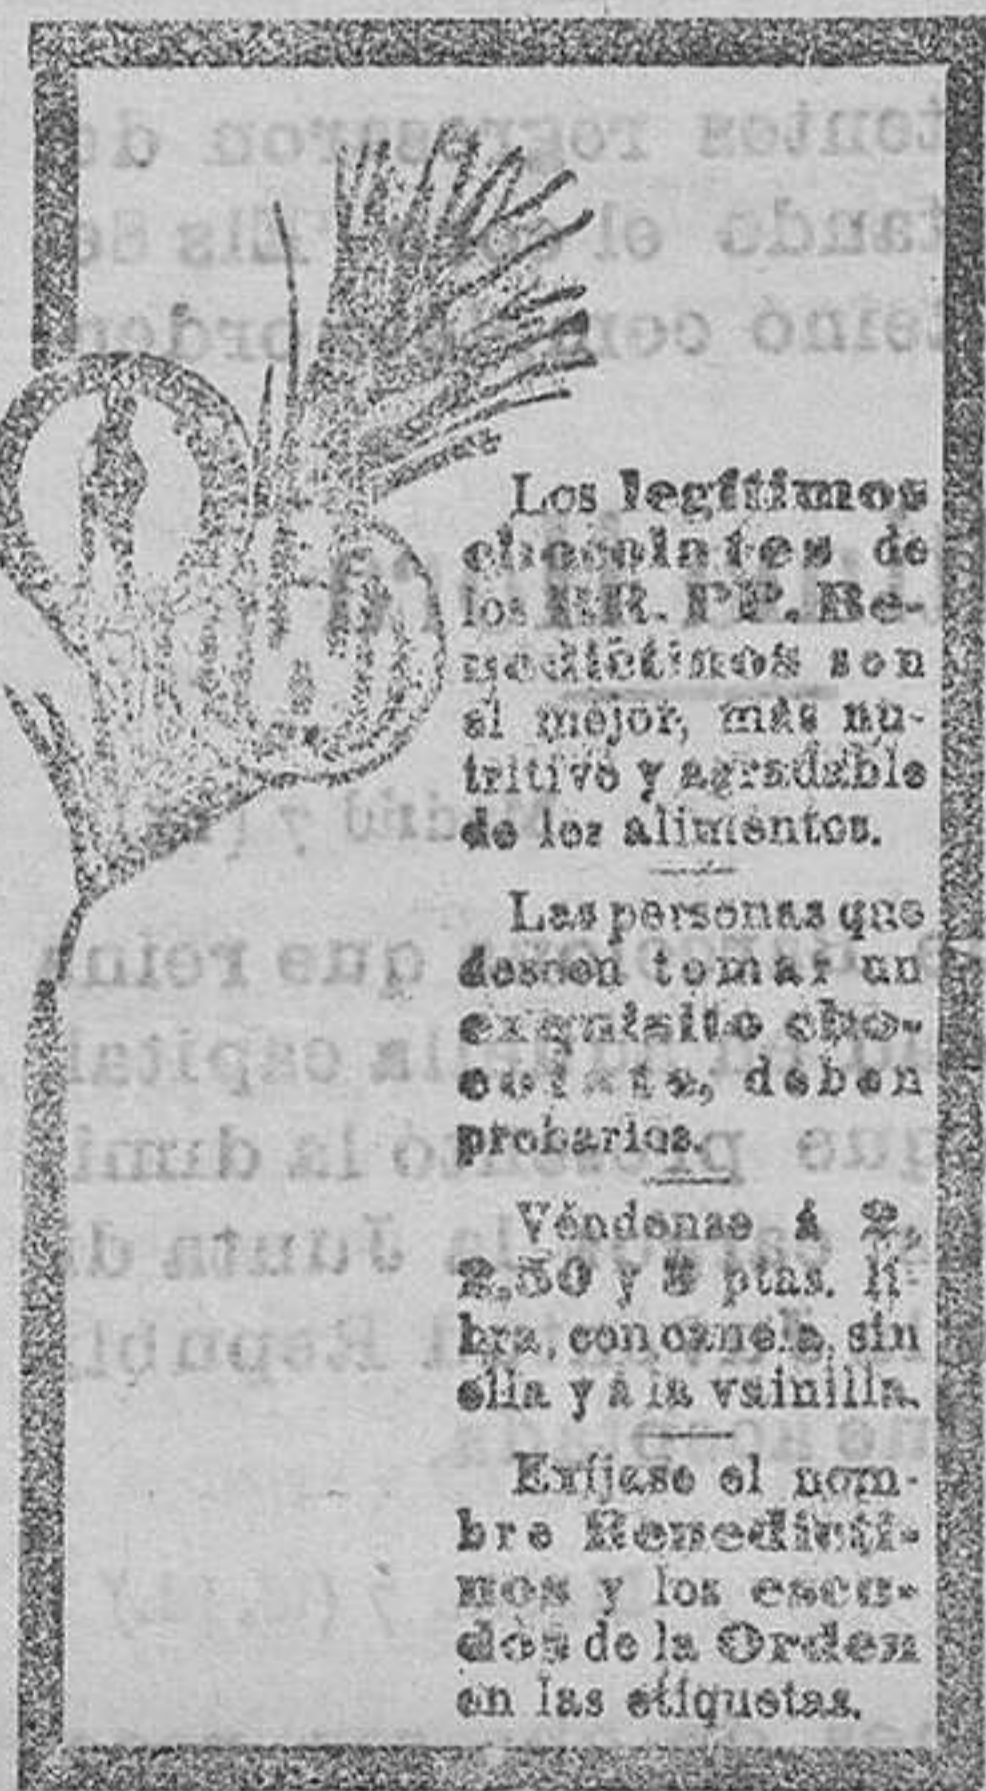 Los legítimos
chocolates de
los RR. PP. Be-
nedictinos son
el mejor, más nu-
tritivo y agradable
de los alimentos.
Las personas que
deseen tomar un
exquisito cho-
colate, deben
probarlos.
Véndense á 2,
2,50 y 3 ptas. li-
bra, con canela, sin
ella y á la vainilla.
Exíjase el nom-
bre Benedicti-
nos y los escu-
dos de la Orden
en las etiquetas.